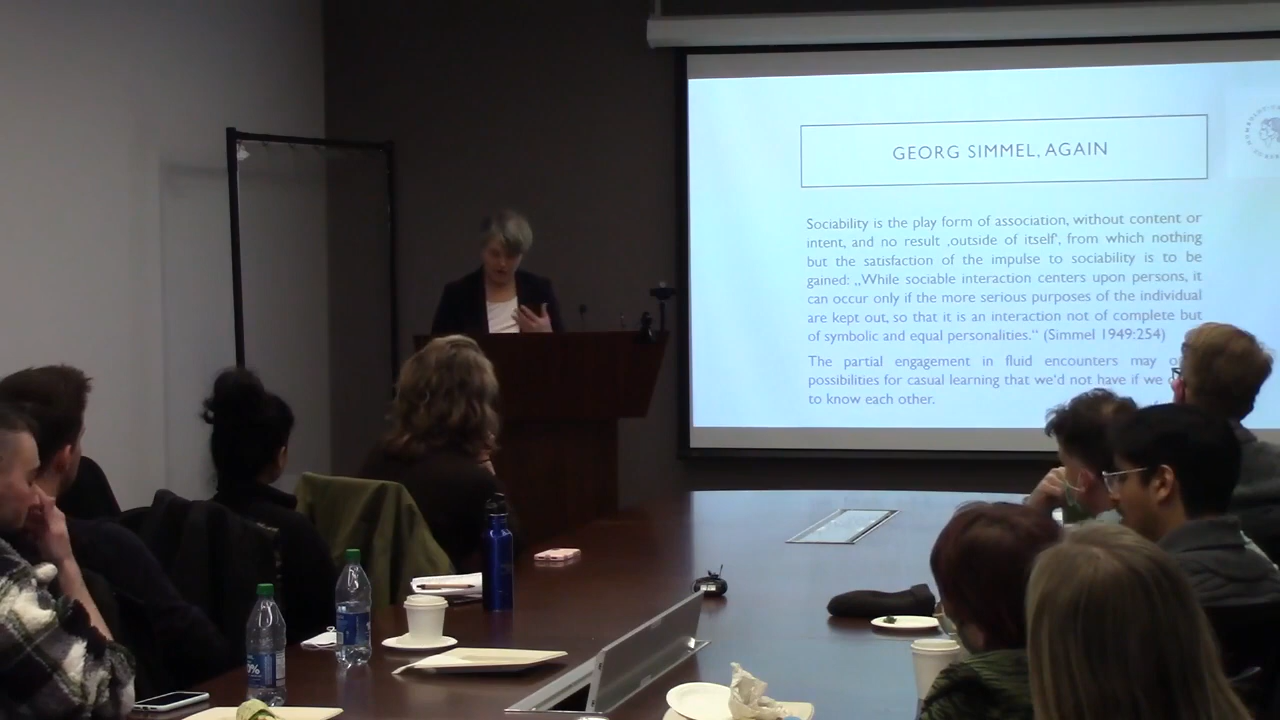 GEORG SIMMEL, AGAIN
Sociability is the play form of association, without content or
intent, and no result ‚outside of itself‘, from which nothing
but the satisfaction of the impulse to sociability is to be
gained: „While sociable interaction centers upon persons, it
can occur only if the more serious purposes of the individual
are kept out, so that it is an interaction not of complete but
of symbolic and equal personalities.“ (Simmel 1949:254)
The partial engagement in fluid encounters may
possibilities for casual learning that we'd not have if we
to know each other.